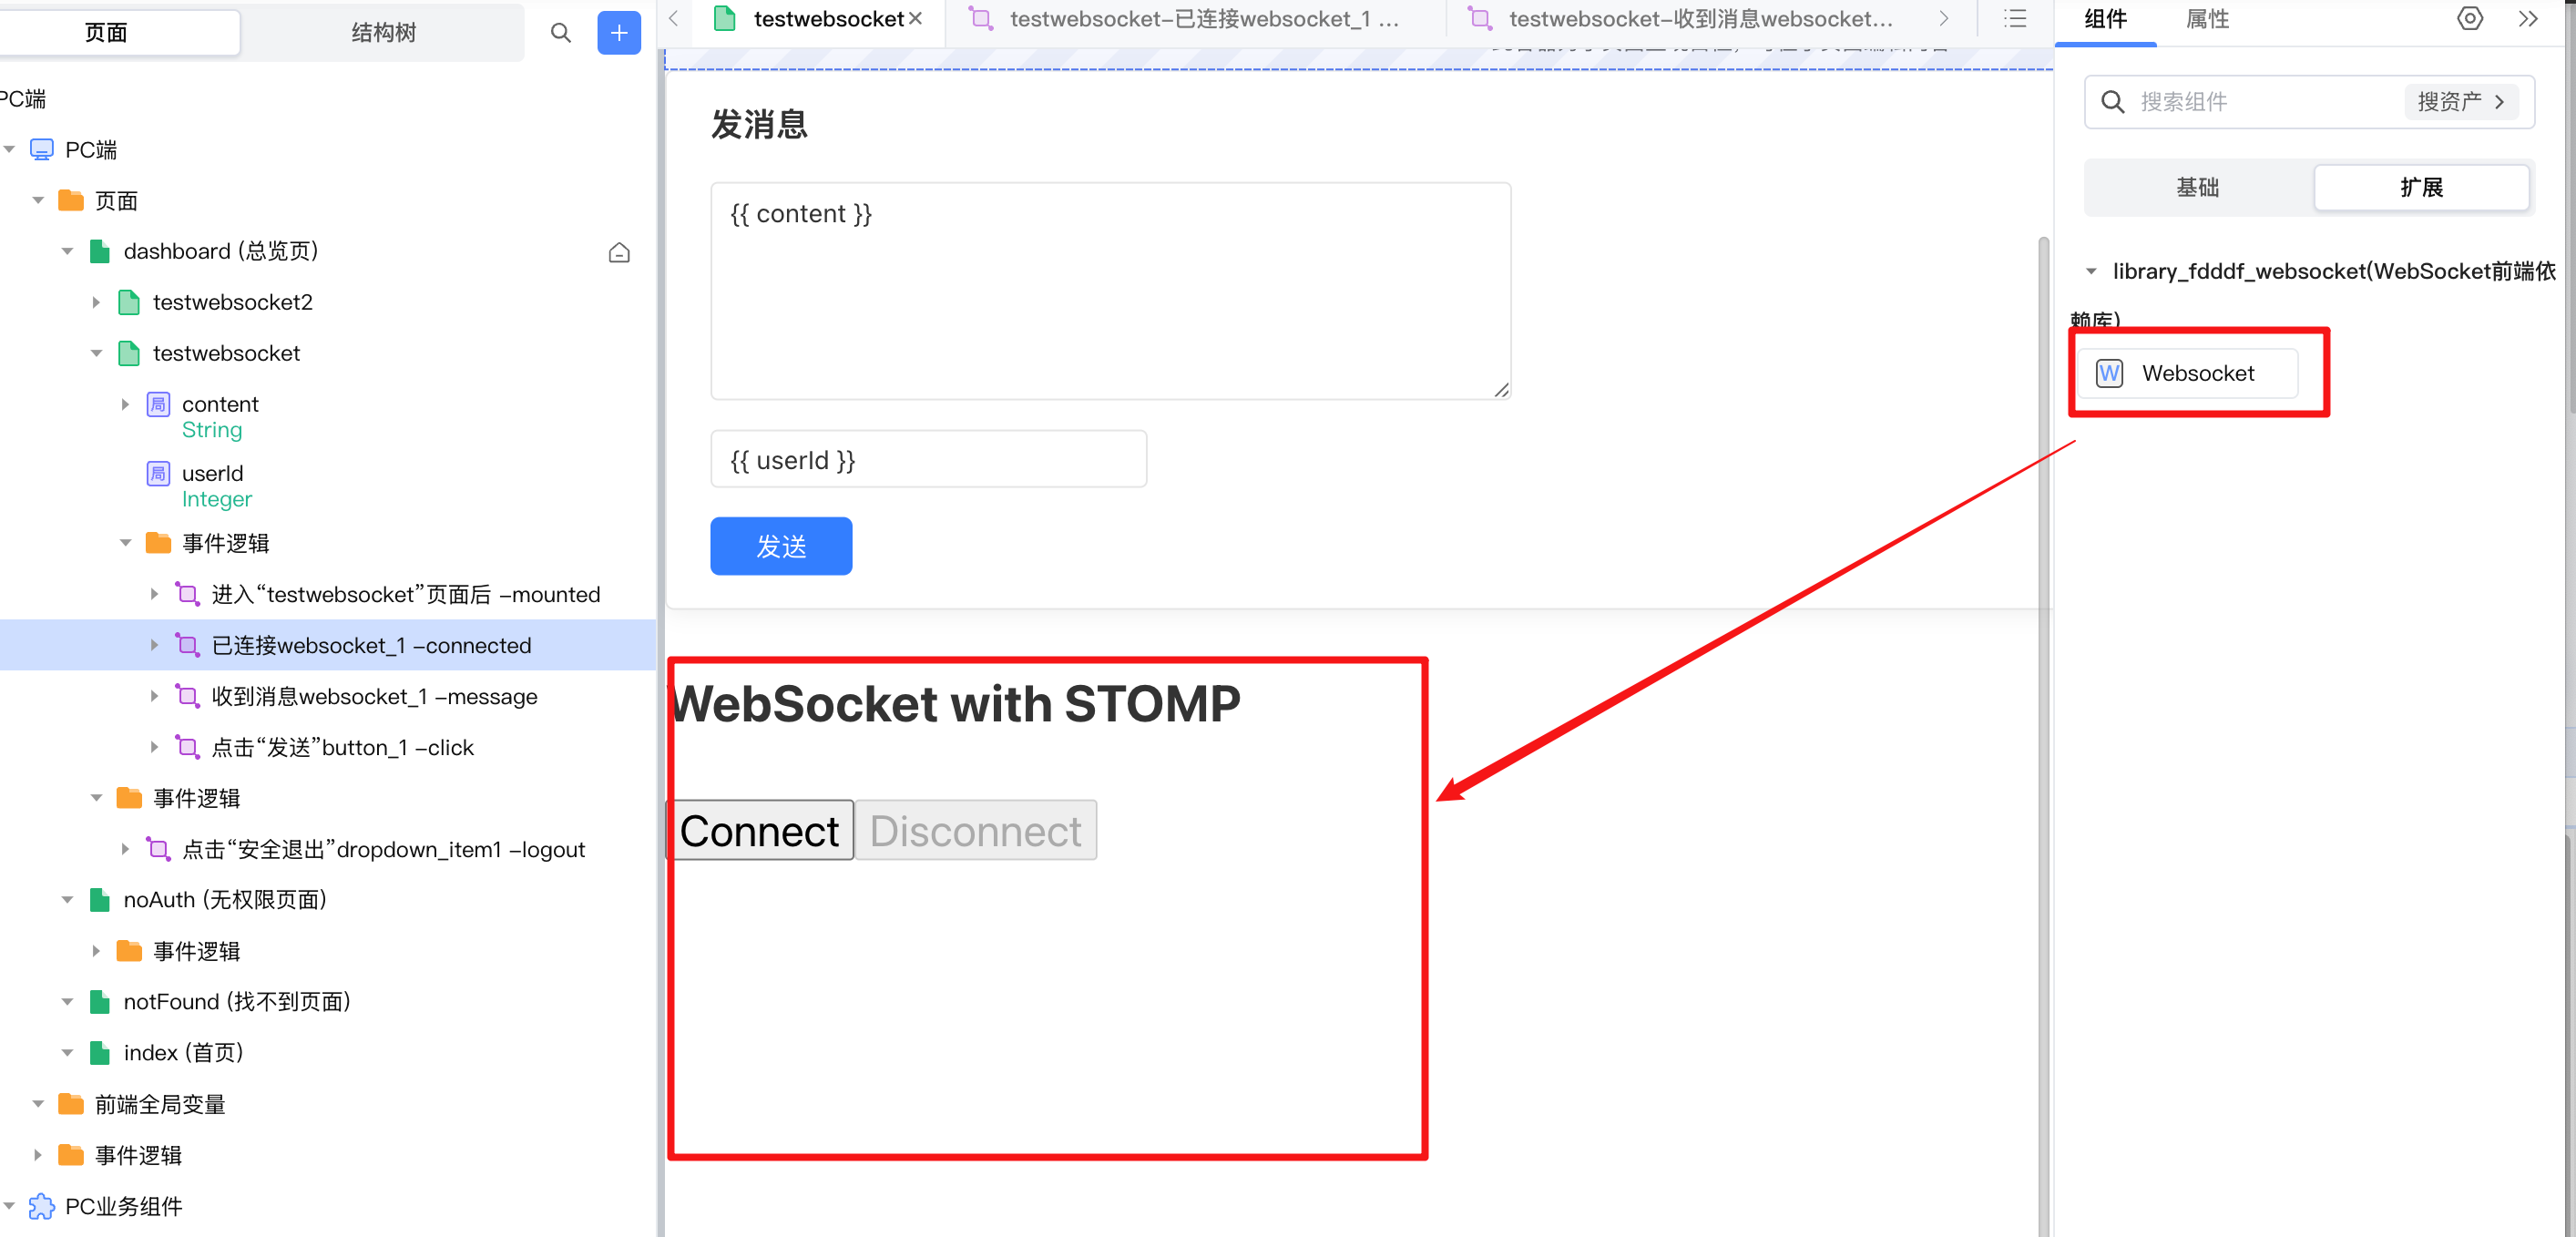 页面
结构树
PC端
PC端
页面
dashboard (总览页)
testwebsocket2
testwebsocket
局 content
String
局 userId
Integer
事件逻辑
进入“testwebsocket”页面后 –mounted
已连接websocket_1 –connected
收到消息websocket_1 –message
点击“发送”button_1 –click
事件逻辑
点击“安全退出”dropdown_item1 –logout
noAuth (无权限页面)
事件逻辑
notFound (找不到页面)
index (首页)
前端全局变量
事件逻辑
PC业务组件
testwebsocket
testwebsocket-已连接websocket_1 ...
testwebsocket-收到消息websocket...
发消息
{{ content }}
{{ userId }}
发送
WebSocket with STOMP
Connect
Disconnect
组件
属性
搜索组件
搜资产
基础
扩展
library_fdddf_websocket(WebSocket前端依
赖库)
W Websocket